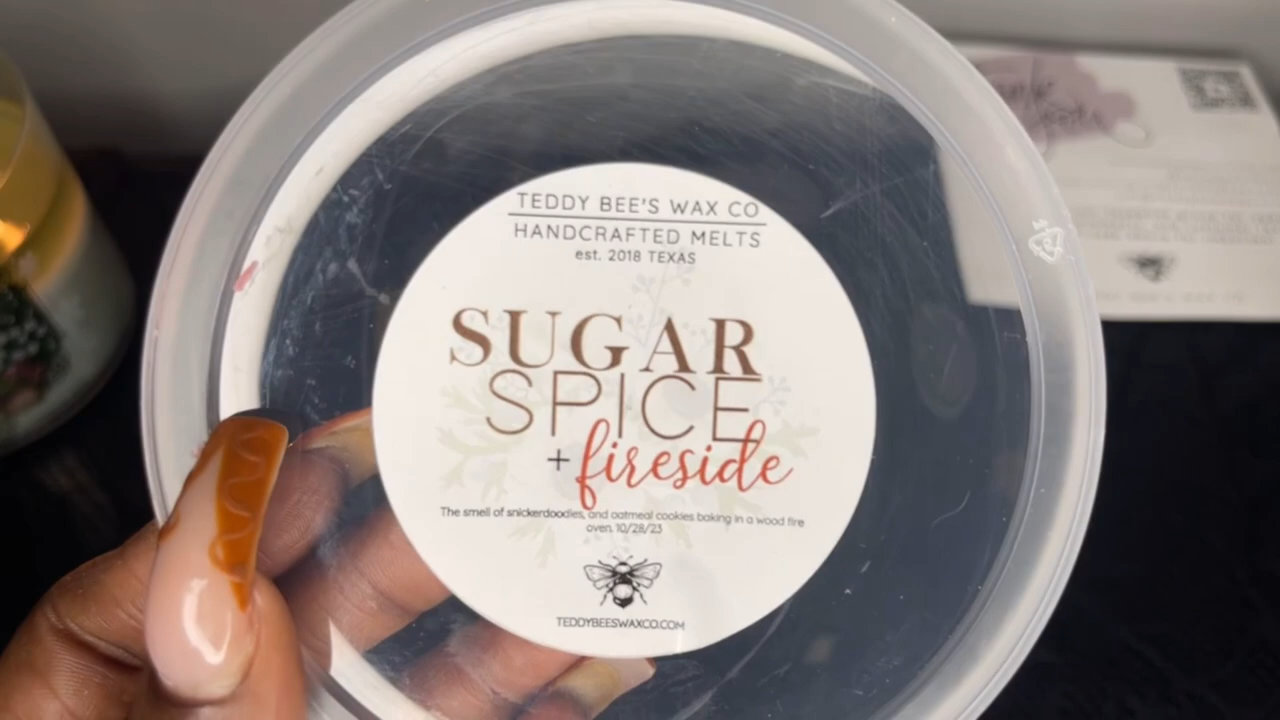 TEDDY BEE'S WAX CO
HANDCRAFTED MELTS
est. 2018 TEXAS
SUGAR
SPICE
+ fireside
The smell of snickerdoodles, and oatmeal cookies baking in a wood fire
oven. 10/28/23
TEDDYBEESWAXCO.COM